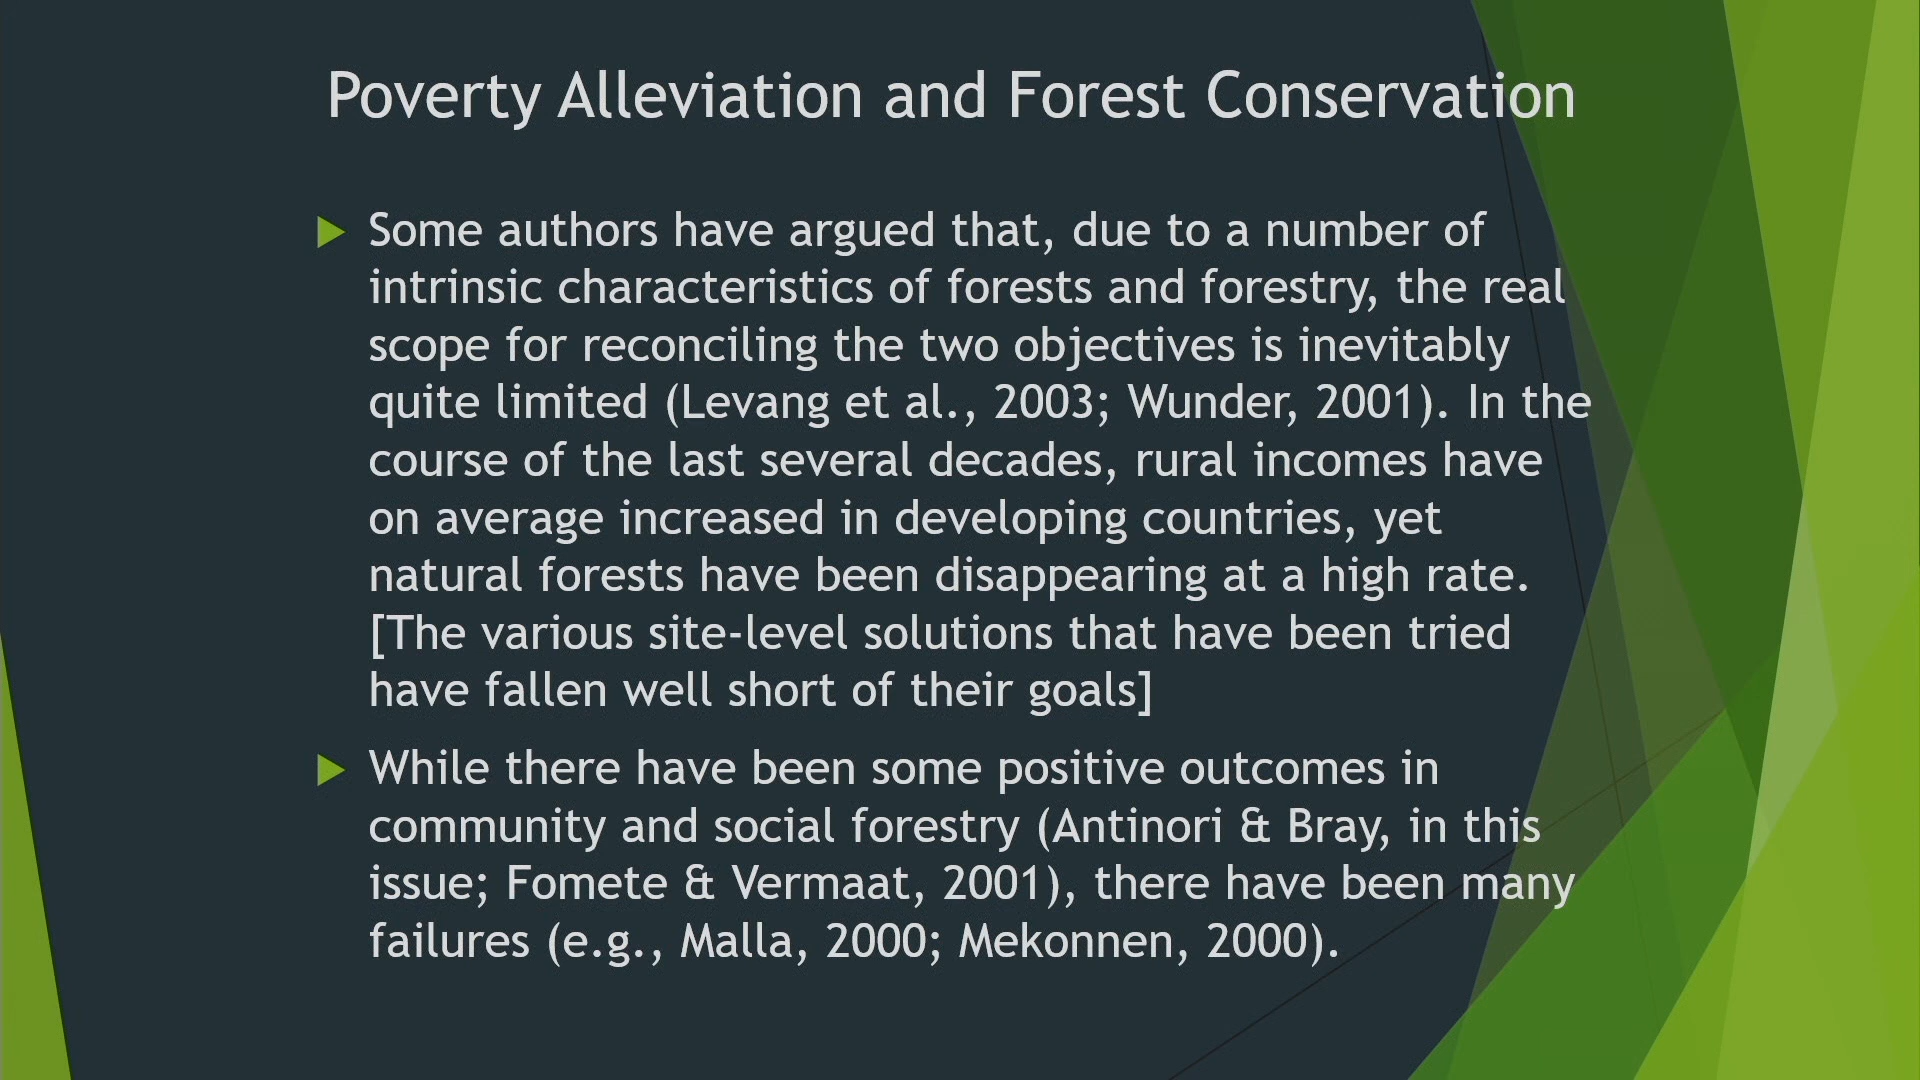 Poverty Alleviation and Forest Conservation
Some authors have argued that, due to a number of
intrinsic characteristics of forests and forestry, the real
scope for reconciling the two objectives is inevitably
quite limited (Levang et al., 2003; Wunder, 2001). In the
course of the last several decades, rural incomes have
on average increased in developing countries, yet
natural forests have been disappearing at a high rate.
[The various site-level solutions that have been tried
have fallen well short of their goals]
While there have been some positive outcomes in
community and social forestry (Antinori & Bray, in this
issue; Fomete & Vermaat, 2001), there have been many
failures (e.g., Malla, 2000; Mekonnen, 2000).